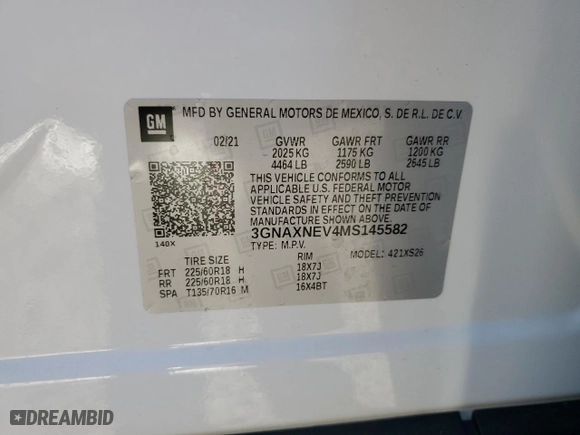 GM
MFD BY GENERAL MOTORS DE MEXICO, S. DE R.L. DE C.V.
02/21 GVWR GAWR FRT GAWR RR
2025 KG 1175 KG 1200 KG
4464 LB 2590 LB 2645 LB
THIS VEHICLE CONFORMS TO ALL
APPLICABLE U.S. FEDERAL MOTOR
VEHICLE SAFETY AND THEFT PREVENTION
STANDARDS IN EFFECT ON THE DATE OF
MANUFACTURE SHOWN ABOVE.
140X
3GNAXNEV4MS145582
TYPE: M.P.V. MODEL: 421XS26
TIRE SIZE RIM
FRT 225/60R18 H 18X7J
RR 225/60R18 H 18X7J
SPA T135/70R16 M 16X4BT
DREAMBID